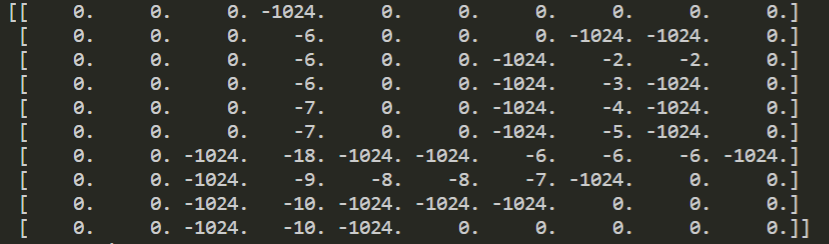 [[ 0. 0. 0. -1024. 0. 0. 0. 0. 0. 0.]
[ 0. 0. 0. -6. 0. 0. 0. -1024. -1024. 0.]
[ 0. 0. 0. -6. 0. 0. -1024. -2. -2. 0.]
[ 0. 0. 0. -6. 0. 0. -1024. -3. -1024. 0.]
[ 0. 0. 0. -7. 0. 0. -1024. -4. -1024. 0.]
[ 0. 0. 0. -7. 0. 0. -1024. -5. -1024. 0.]
[ 0. 0. -1024. -18. -1024. -1024. -6. -6. -6. -1024.]
[ 0. 0. -1024. -9. -8. -8. -7. -1024. 0. 0.]
[ 0. 0. -1024. -10. -1024. -1024. -1024. 0. 0. 0.]
[ 0. 0. -1024. -10. -1024. 0. 0. 0. 0. 0.]]